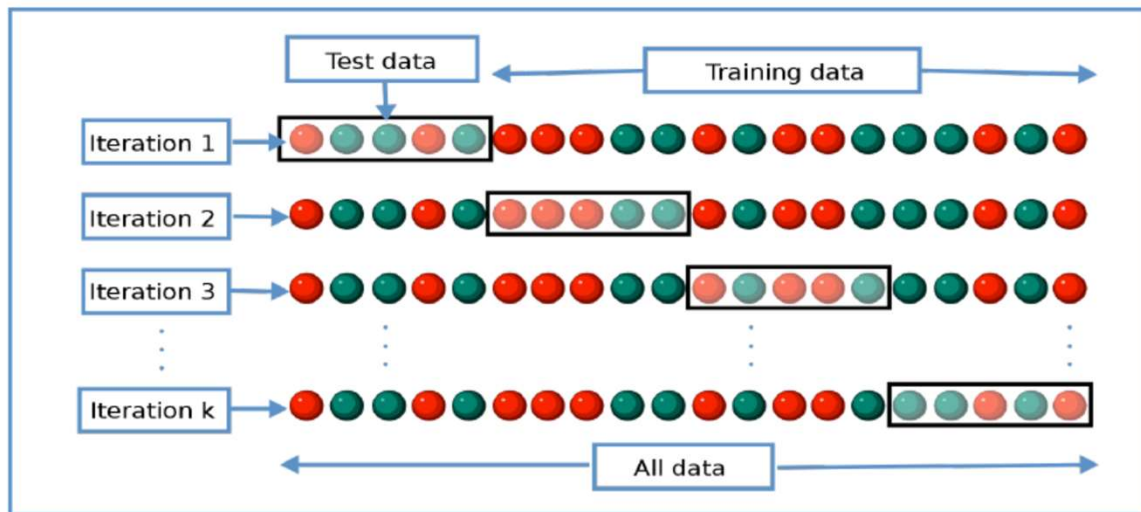 Test data
Training data
Iteration 1
Iteration 2
Iteration 3
Iteration k
All data